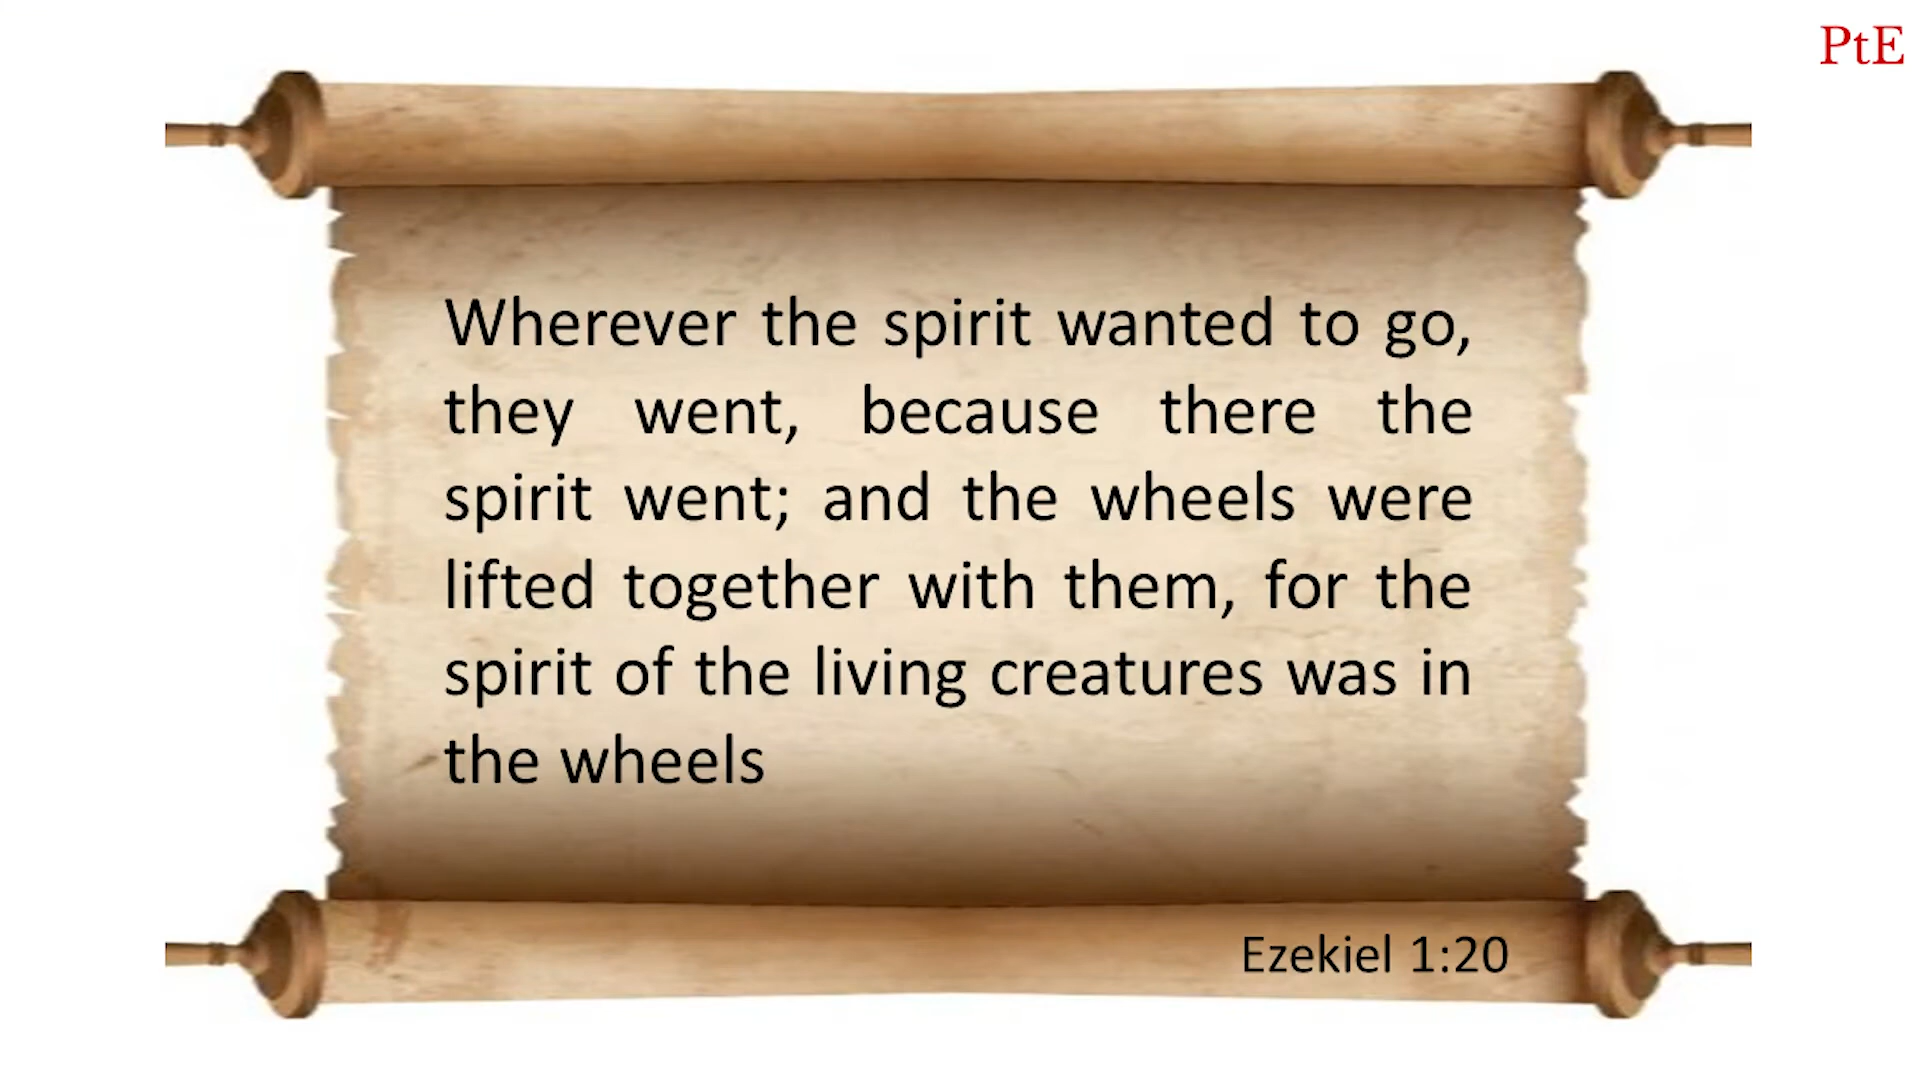 PtE
Wherever the spirit wanted to go,
they went, because there the
spirit went; and the wheels were
lifted together with them, for the
spirit of the living creatures was in
the wheels
Ezekiel 1:20